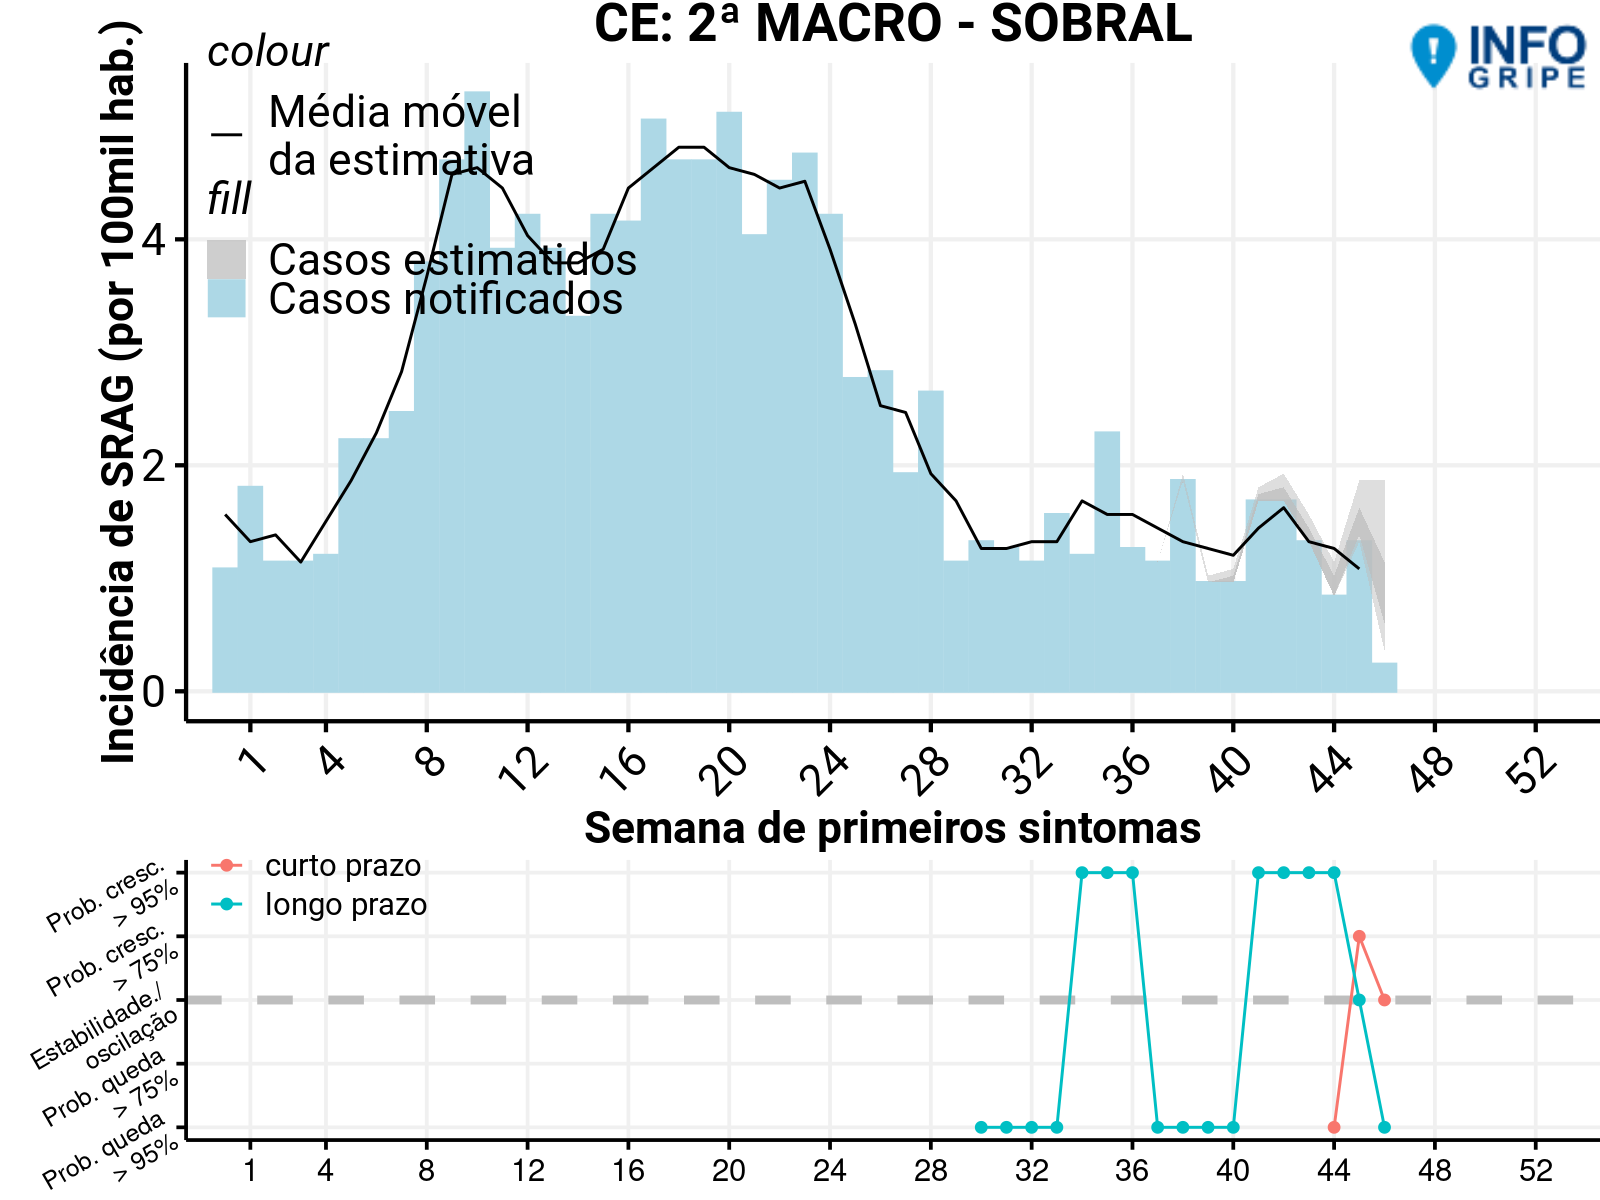 CE: 2ª MACRO - SOBRAL
INFO
GRIPE
colour
Média móvel
da estimativa
fill
Casos estimatidos
Casos notificados
Incidência de SRAG (por 100mil hab.)
4
2
0
1 4 8 12 16 20 24 28 32 36 40 44 48 52
Semana de primeiros sintomas
curto prazo
longo prazo
Prob. cresc.
> 95%
Prob. cresc.
> 75%
Estabilidade./
oscilação
Prob. queda
> 75%
Prob. queda
> 95%
1 4 8 12 16 20 24 28 32 36 40 44 48 52